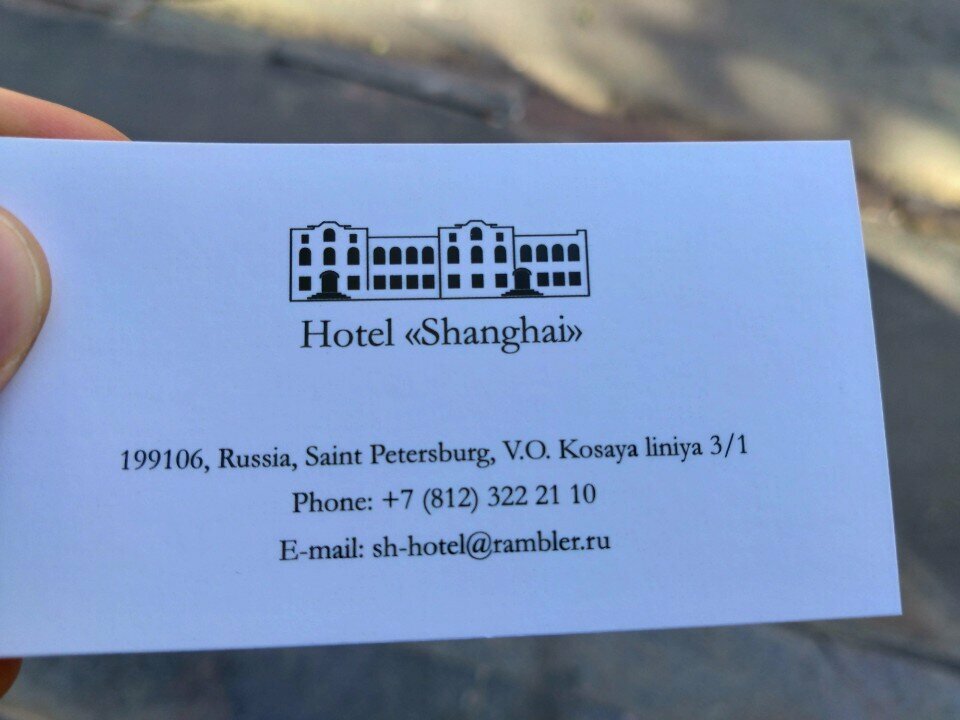 Hotel «Shanghai»
199106, Russia, Saint Petersburg, V.O. Kosaya liniya 3/1
Phone: +7 (812) 322 21 10
E-mail: sh-hotel@rambler.ru